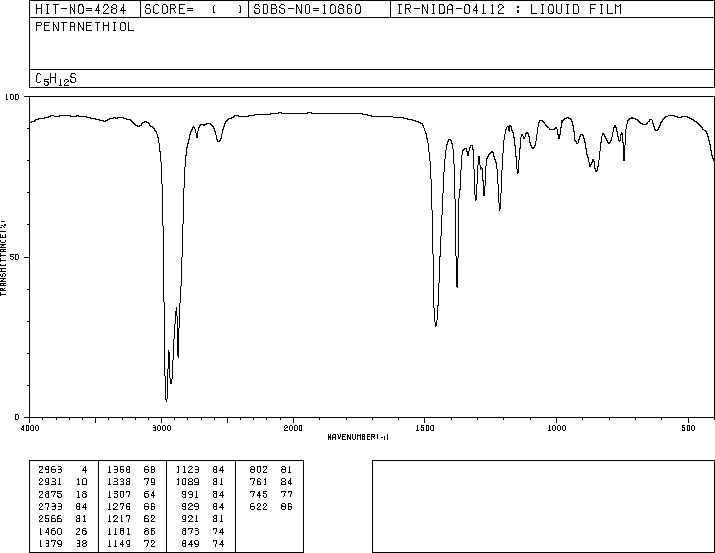 HIT-NO=4284 SCORE= ( ) SDBS-NO=10860 IR-NIDA-04112 : LIQUID FILM
PENTANETHIOL
C5H12S
100
50
0
TRANSMITTANCE(%)
4000 3000 2000 1500 1000 500
WAVENUMBER(-1)
2963 4 1368 68 1123 84 802 81
2931 10 1338 79 1089 81 761 84
2875 18 1307 64 991 84 745 77
2733 84 1276 66 929 84 622 86
2566 81 1217 62 921 81
1460 26 1181 86 873 74
1379 38 1149 72 849 74